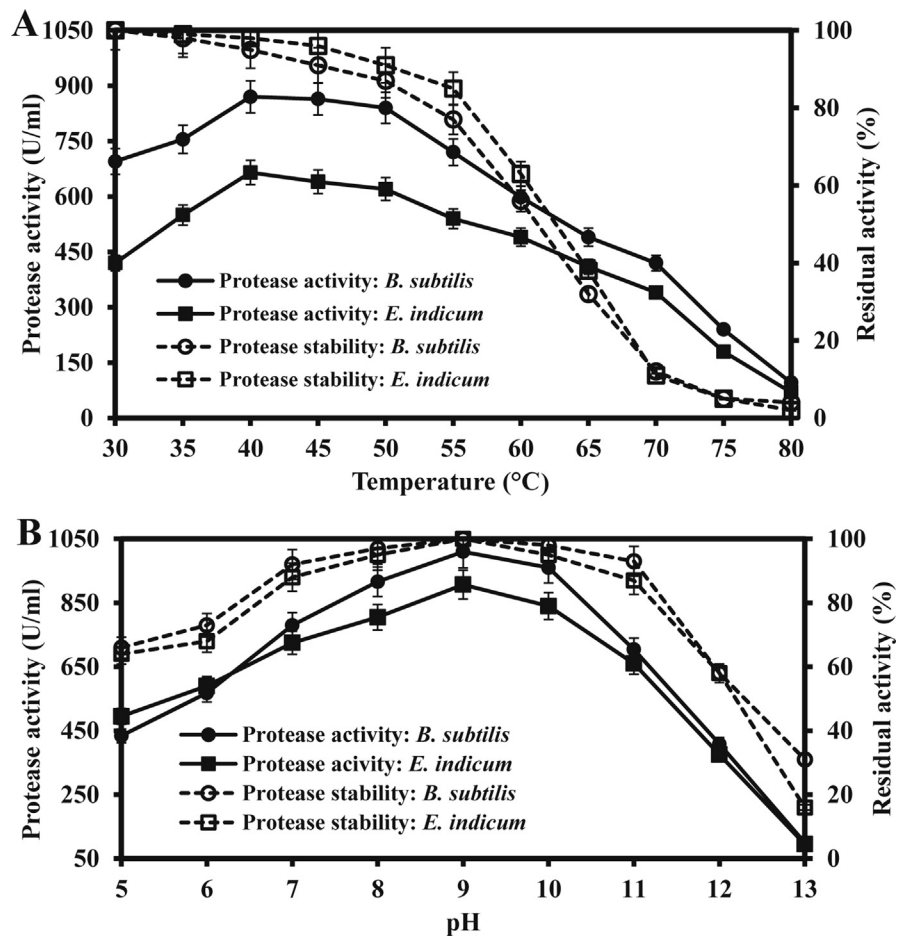 A
1050
900
750
600
450
300
150
0
Protease activity (U/ml)
100
80
60
40
20
0
Residual activity (%)
Protease activity: B. subtilis
Protease activity: E. indicum
Protease stability: B. subtilis
Protease stability: E. indicum
30 35 40 45 50 55 60 65 70 75 80
Temperature (°C)
B
1050
850
650
450
250
50
Protease activity (U/ml)
100
80
60
40
20
0
Residual activity (%)
Protease activity: B. subtilis
Protease acivity: E. indicum
Protease stability: B. subtilis
Protease stability: E. indicum
5 6 7 8 9 10 11 12 13
pH